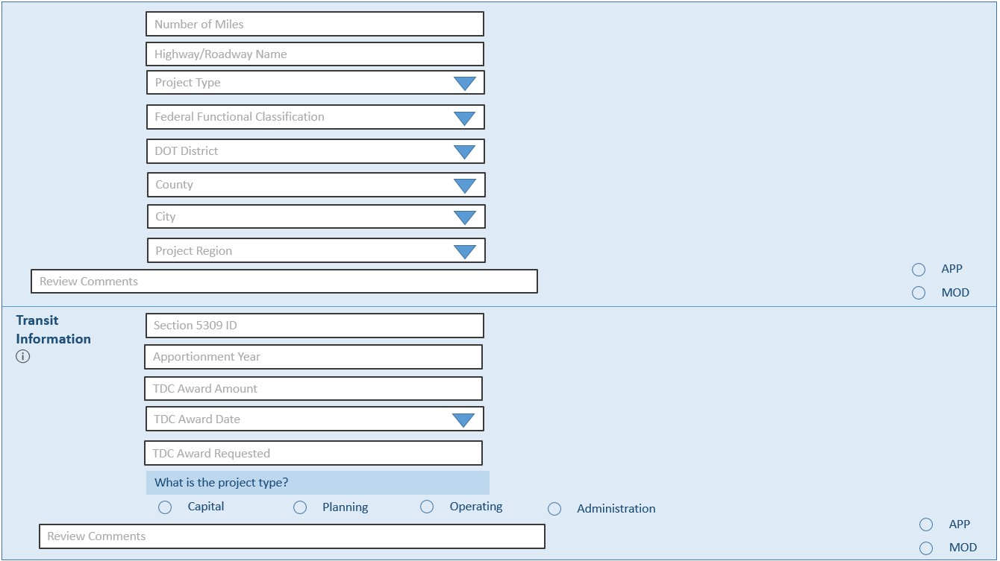 Number of Miles
Highway/Roadway Name
Project Type
Federal Functional Classification
DOT District
County
City
Project Region
Review Comments
APP
MOD
Transit
Information
Section 5309 ID
Apportionment Year
TDC Award Amount
TDC Award Date
TDC Award Requested
What is the project type?
Capital Planning Operating Administration
Review Comments
APP
MOD